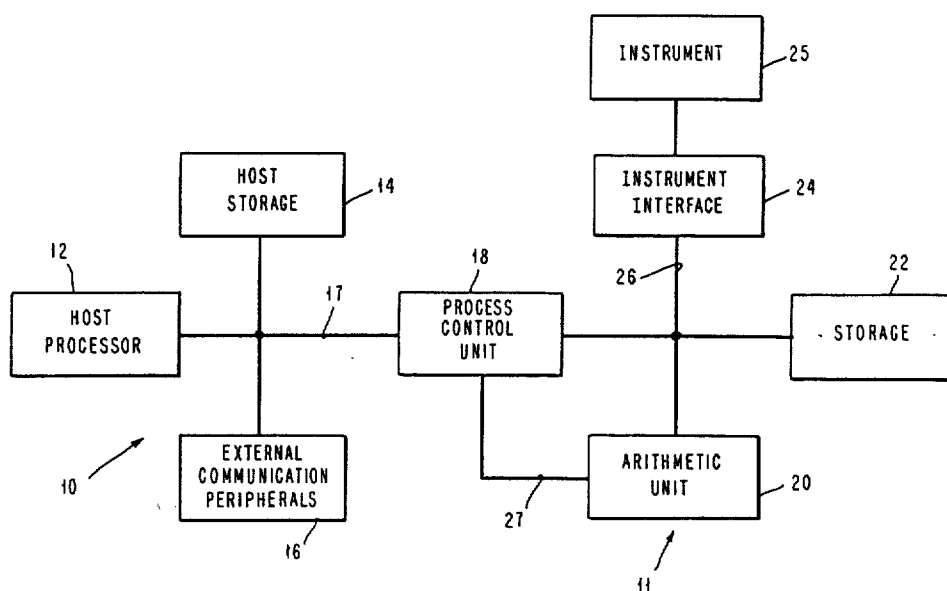 INSTRUMENT
25
HOST
STORAGE
14
INSTRUMENT
INTERFACE
24
12
HOST
PROCESSOR
17
18
PROCESS
CONTROL
UNIT
26
22
STORAGE
10
EXTERNAL
COMMUNICATION
PERIPHERALS
16
27
ARITHMETIC
UNIT
20
11